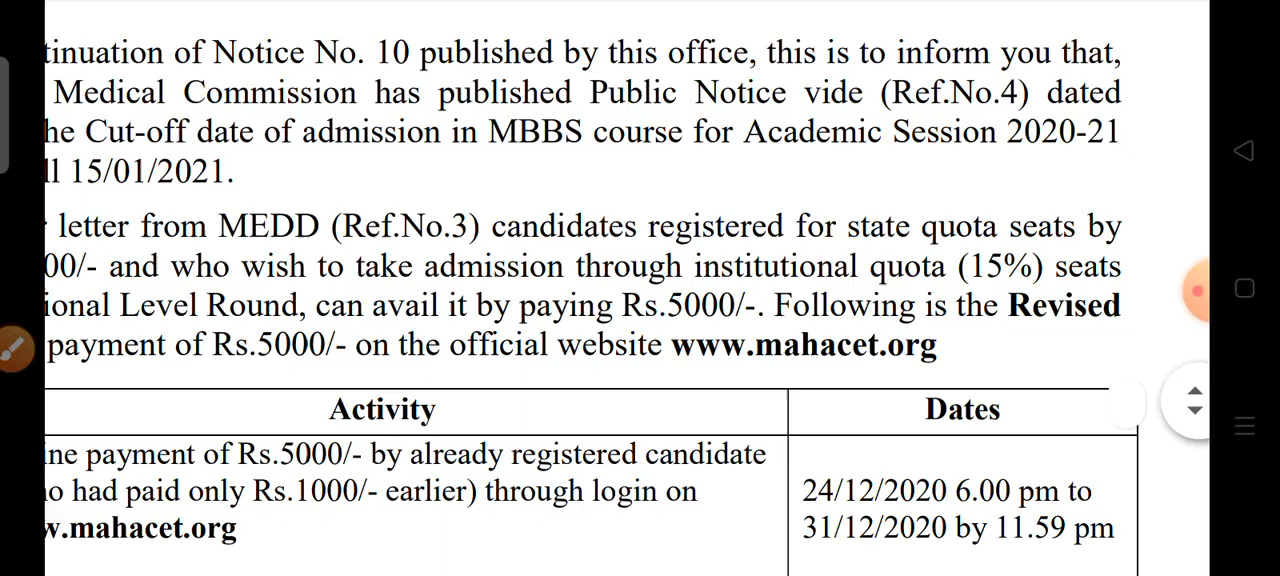 tinuation of Notice No. 10 published by this office, this is to inform you that,
Medical Commission has published Public Notice vide (Ref.No.4) dated
he Cut-off date of admission in MBBS course for Academic Session 2020-21
ll 15/01/2021.
letter from MEDD (Ref.No.3) candidates registered for state quota seats by
00/- and who wish to take admission through institutional quota (15%) seats
ional Level Round, can avail it by paying Rs.5000/-. Following is the Revised
payment of Rs.5000/- on the official website www.mahacet.org
Activity Dates
ine payment of Rs.5000/- by already registered candidate
o had paid only Rs.1000/- earlier) through login on
w.mahacet.org
24/12/2020 6.00 pm to
31/12/2020 by 11.59 pm